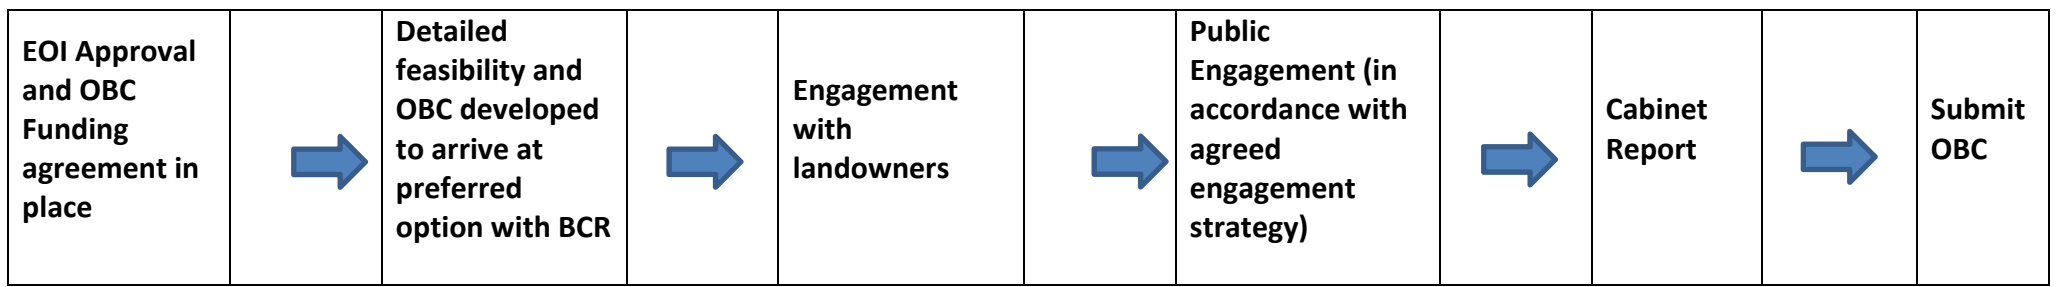 EOI Approval
and OBC
Funding
agreement in
place
Detailed
feasibility and
OBC developed
to arrive at
preferred
option with BCR
Engagement
with
landowners
Public
Engagement (in
accordance with
agreed
engagement
strategy)
Cabinet
Report
Submit
OBC